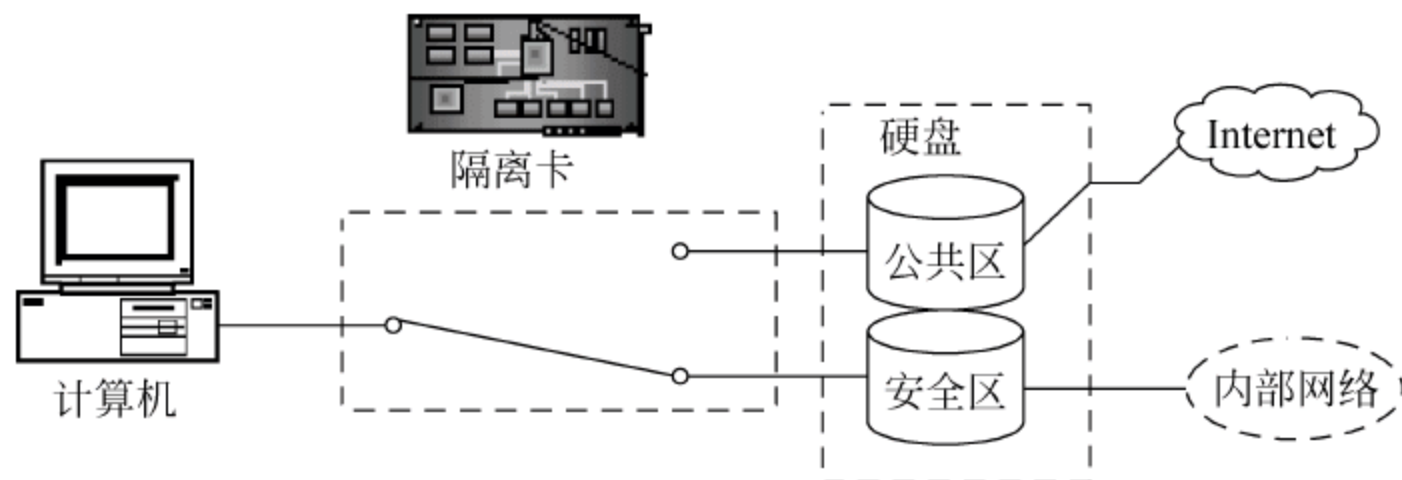 隔离卡
硬盘
Internet
公共区
计算机
安全区
内部网络